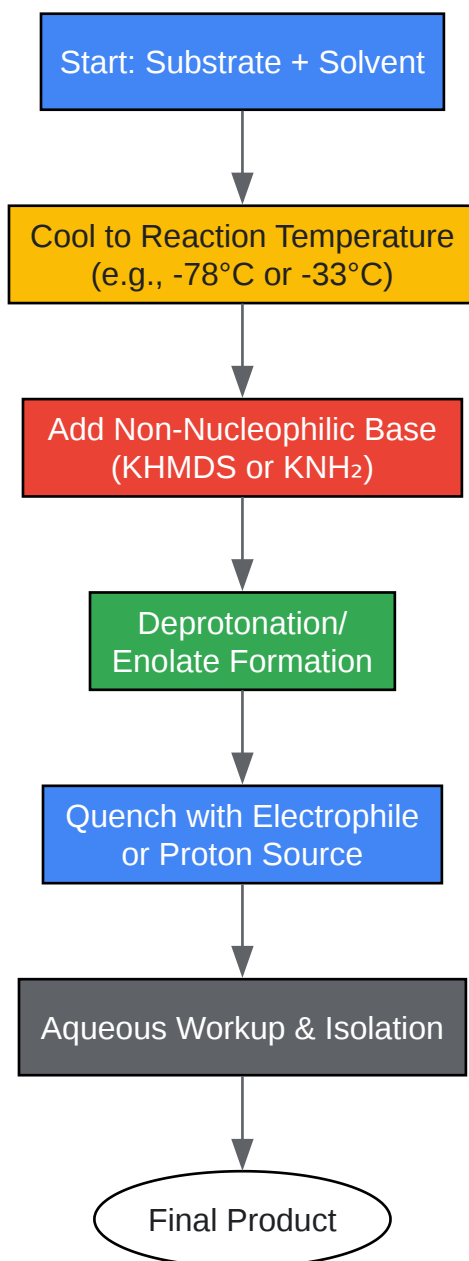 Start: Substrate + Solvent
Cool to Reaction Temperature
(e.g., -78°C or -33°C)
Add Non-Nucleophilic Base
(KHMDS or KNH₂)
Deprotonation/
Enolate Formation
Quench with Electrophile
or Proton Source
Aqueous Workup & Isolation
Final Product